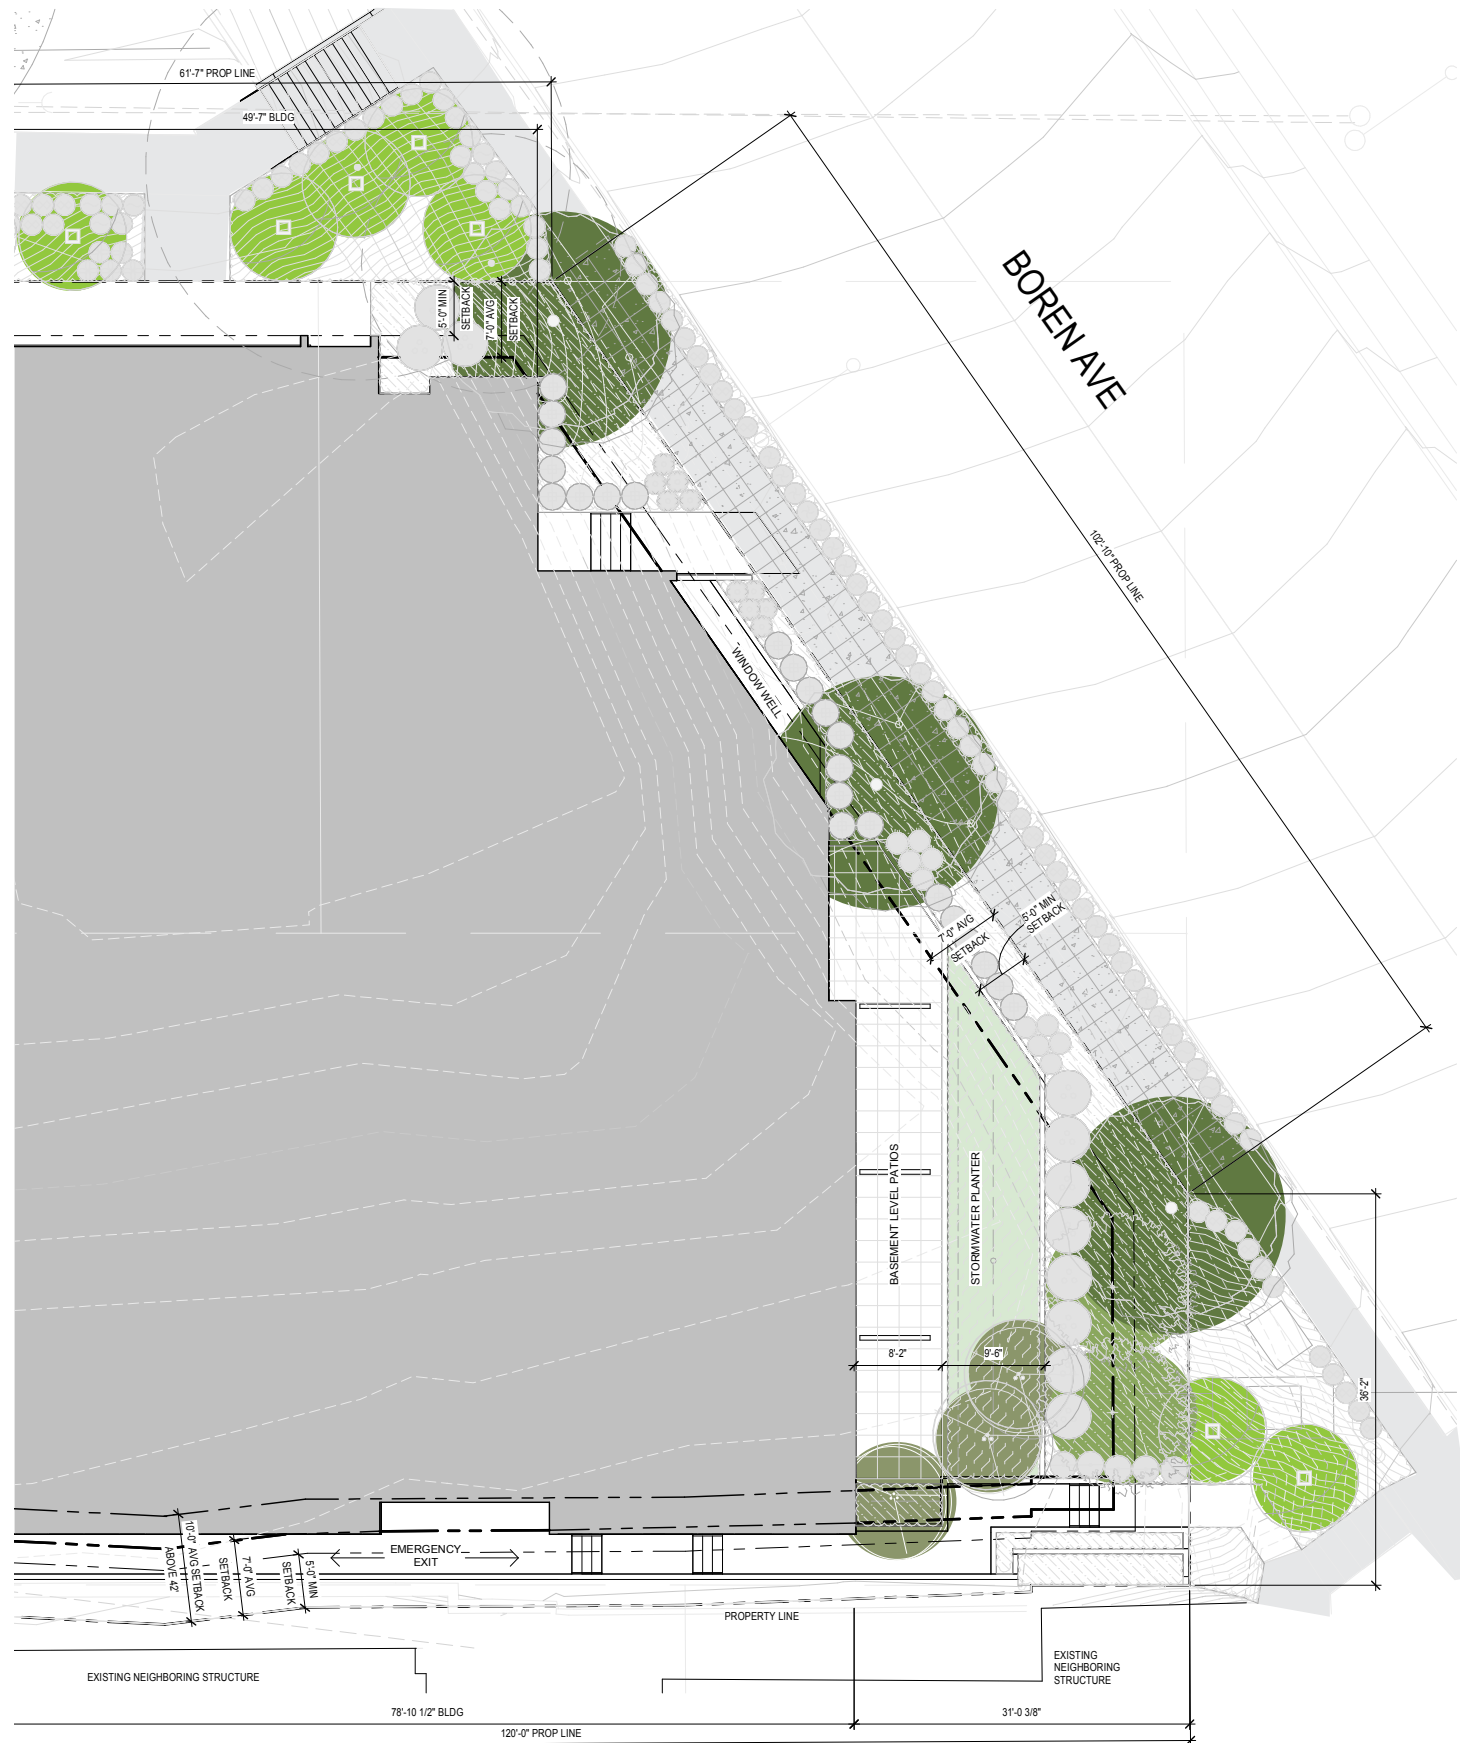 61'-7" PROP LINE
49'-7" BLDG
5'-0" MIN
SETBACK
7'-0" AVG
SETBACK
BOREN AVE
102'-10" PROP LINE
WINDOW WELL
7'-0" AVG
SETBACK
5'-0" MIN
SETBACK
BASEMENT LEVEL PATIOS
STORMWATER PLANTER
8'-2"
9'-6"
36'-2"
10'-0" AVG SETBACK
ABOVE 42'
7'-0" AVG
SETBACK
5'-0" MIN
SETBACK
EMERGENCY
EXIT
PROPERTY LINE
EXISTING NEIGHBORING STRUCTURE
EXISTING
NEIGHBORING
STRUCTURE
78'-10 1/2" BLDG
31'-0 3/8"
120'-0" PROP LINE